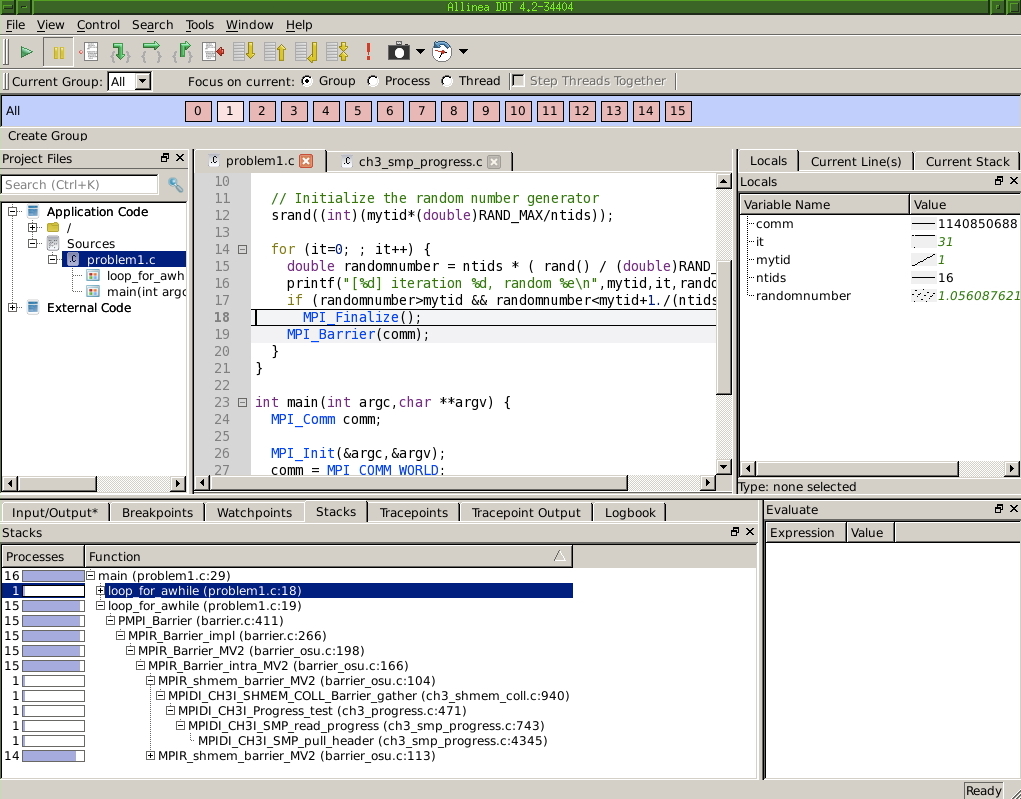 Allinea DDT 4.2-34404
File View Control Search Tools Window Help
Current Group: All Focus on current: Group Process Thread Step Threads Together
All 0 1 2 3 4 5 6 7 8 9 10 11 12 13 14 15
Create Group
Project Files
Search (Ctrl+K)
Application Code
/
Sources
problem1.c
loop_for_awh
main(int argc
External Code
problem1.c ch3_smp_progress.c
10
11 // Initialize the random number generator
12 srand((int)(mytid*(double)RAND_MAX/ntids));
13
14 for (it=0; ; it++) {
15 double randomnumber = ntids * ( rand() / (double)RAND_
16 printf("[%d] iteration %d, random %e\n",mytid,it,rando
17 if (randomnumber>mytid && randomnumber<mytid+1./(ntids
18 MPI_Finalize();
19 MPI_Barrier(comm);
20 }
21 }
22
23 int main(int argc,char **argv) {
24 MPI_Comm comm;
25
26 MPI_Init(&argc,&argv);
27 comm = MPI_COMM_WORLD;
Locals Current Line(s) Current Stack
Locals
Variable Name Value
comm 1140850688
it 31
mytid 1
ntids 16
randomnumber 1.056087621
Type: none selected
Input/Output* Breakpoints Watchpoints Stacks Tracepoints Tracepoint Output Logbook
Stacks
Processes Function
16 main (problem1.c:29)
1 loop_for_awhile (problem1.c:18)
15 loop_for_awhile (problem1.c:19)
15 PMPI_Barrier (barrier.c:411)
15 MPIR_Barrier_impl (barrier.c:266)
15 MPIR_Barrier_MV2 (barrier_osu.c:198)
15 MPIR_Barrier_intra_MV2 (barrier_osu.c:166)
1 MPIR_shmem_barrier_MV2 (barrier_osu.c:104)
1 MPIDI_CH3I_SHMEM_COLL_Barrier_gather (ch3_shmem_coll.c:940)
1 MPIDI_CH3I_Progress_test (ch3_progress.c:471)
1 MPIDI_CH3I_SMP_read_progress (ch3_smp_progress.c:743)
1 MPIDI_CH3I_SMP_pull_header (ch3_smp_progress.c:4345)
14 MPIR_shmem_barrier_MV2 (barrier_osu.c:113)
Evaluate
Expression Value
Ready